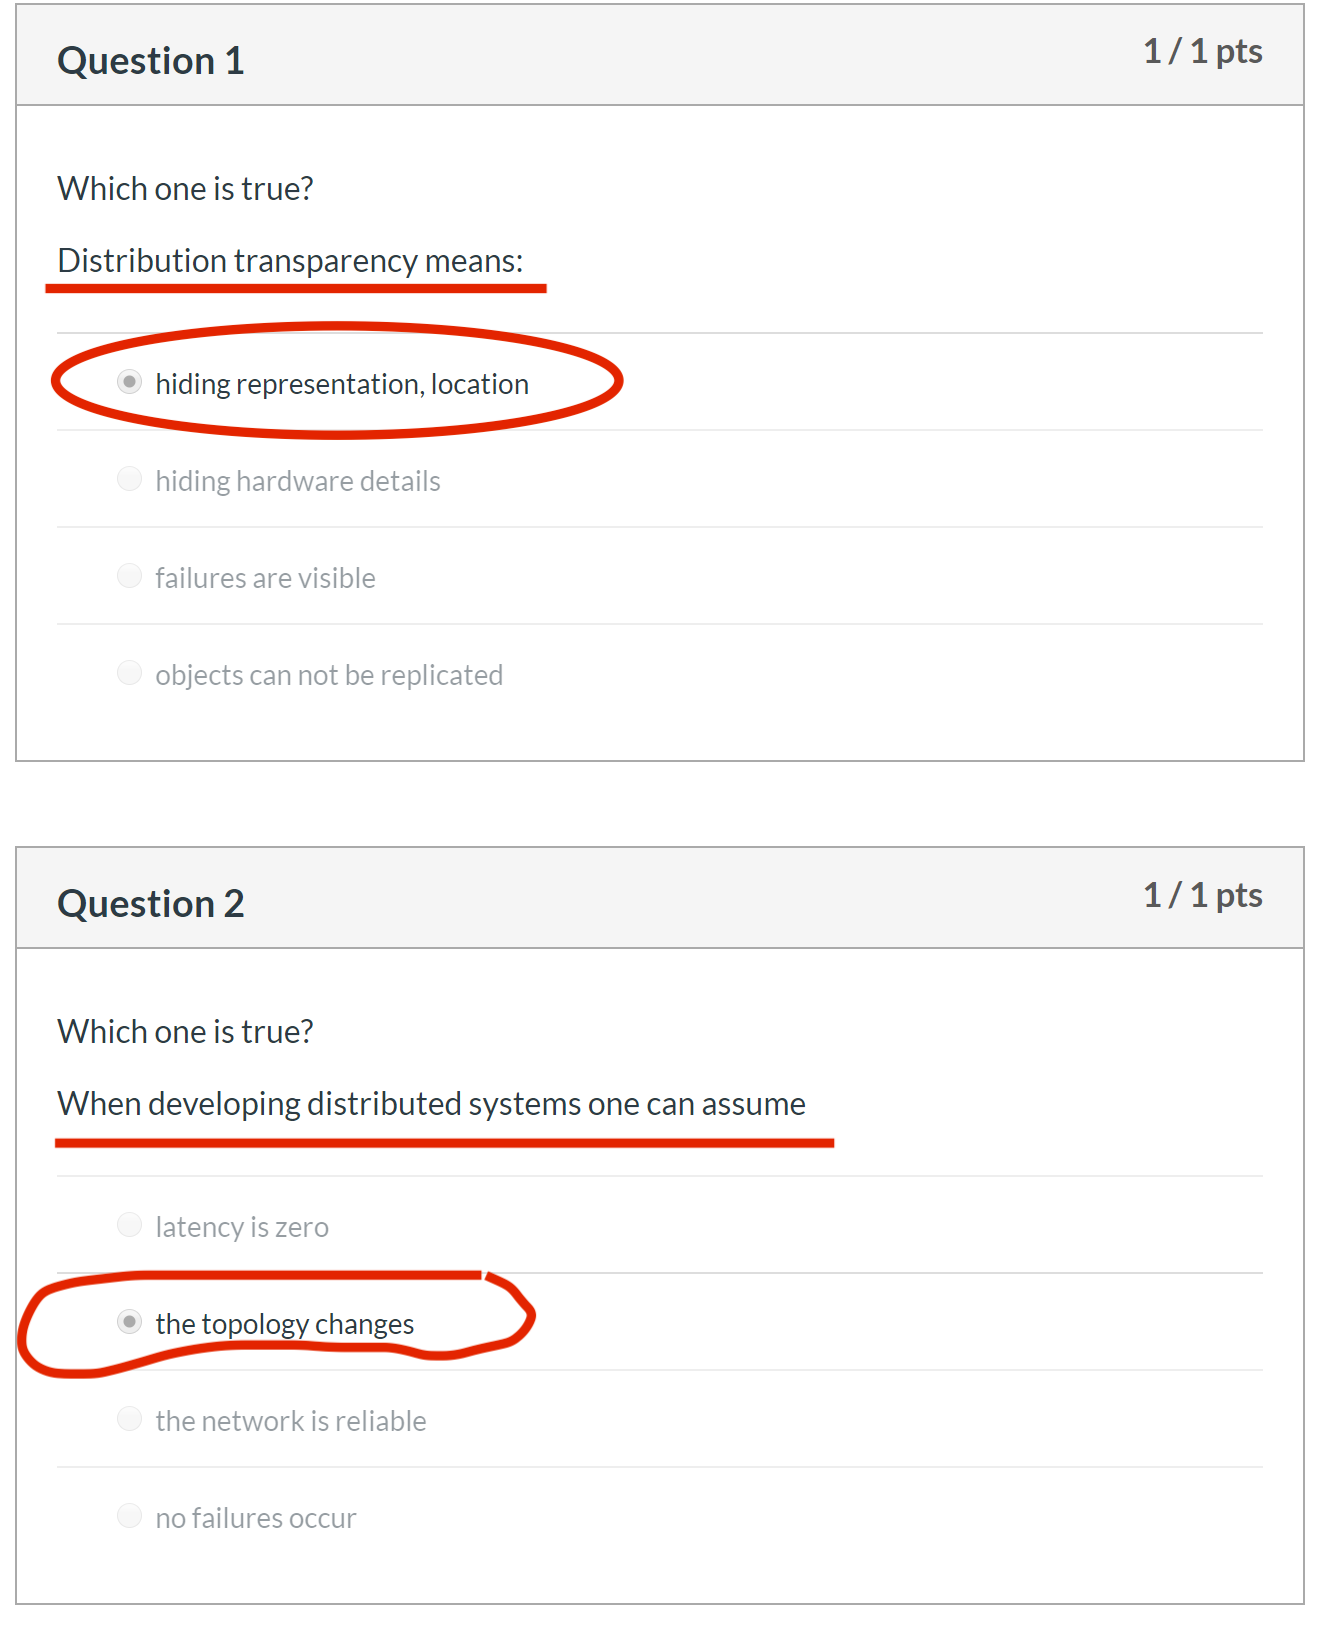 Question 1
1 / 1 pts
Which one is true?
Distribution transparency means:
hiding representation, location
hiding hardware details
failures are visible
objects can not be replicated
Question 2
1 / 1 pts
Which one is true?
When developing distributed systems one can assume
latency is zero
the topology changes
the network is reliable
no failures occur